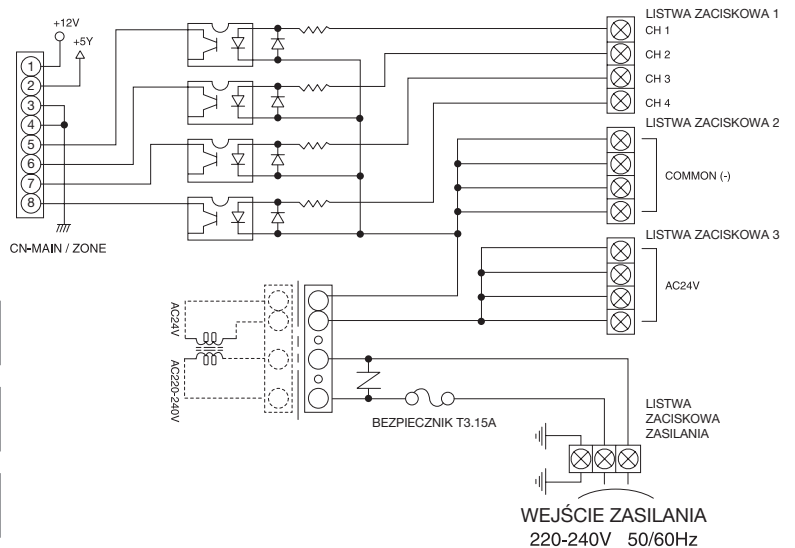 +12V
+5Y
1
2
3
4
5
6
7
8
CN-MAIN / ZONE
LISTWA ZACISKOWA 1
CH 1
CH 2
CH 3
CH 4
LISTWA ZACISKOWA 2
COMMON (-)
LISTWA ZACISKOWA 3
AC24V
AC24V
AC220-240V
BEZPIECZNIK T3.15A
LISTWA
ZACISKOWA
ZASILANIA
WEJŚCIE ZASILANIA
220-240V 50/60Hz